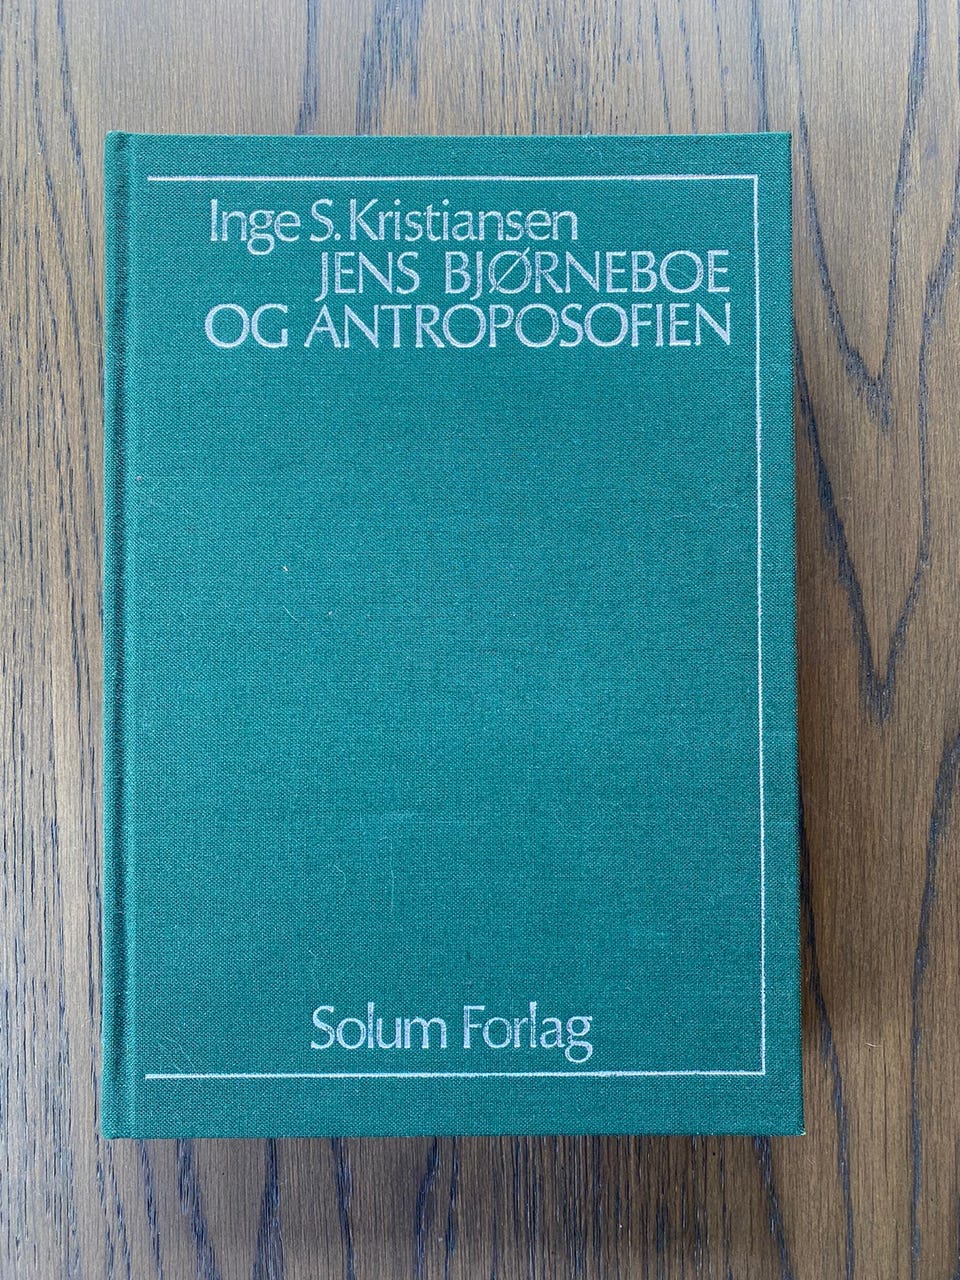 Inge S. Kristiansen
JENS BJØRNEBOE
OG ANTROPOSOFIEN
Solum Forlag